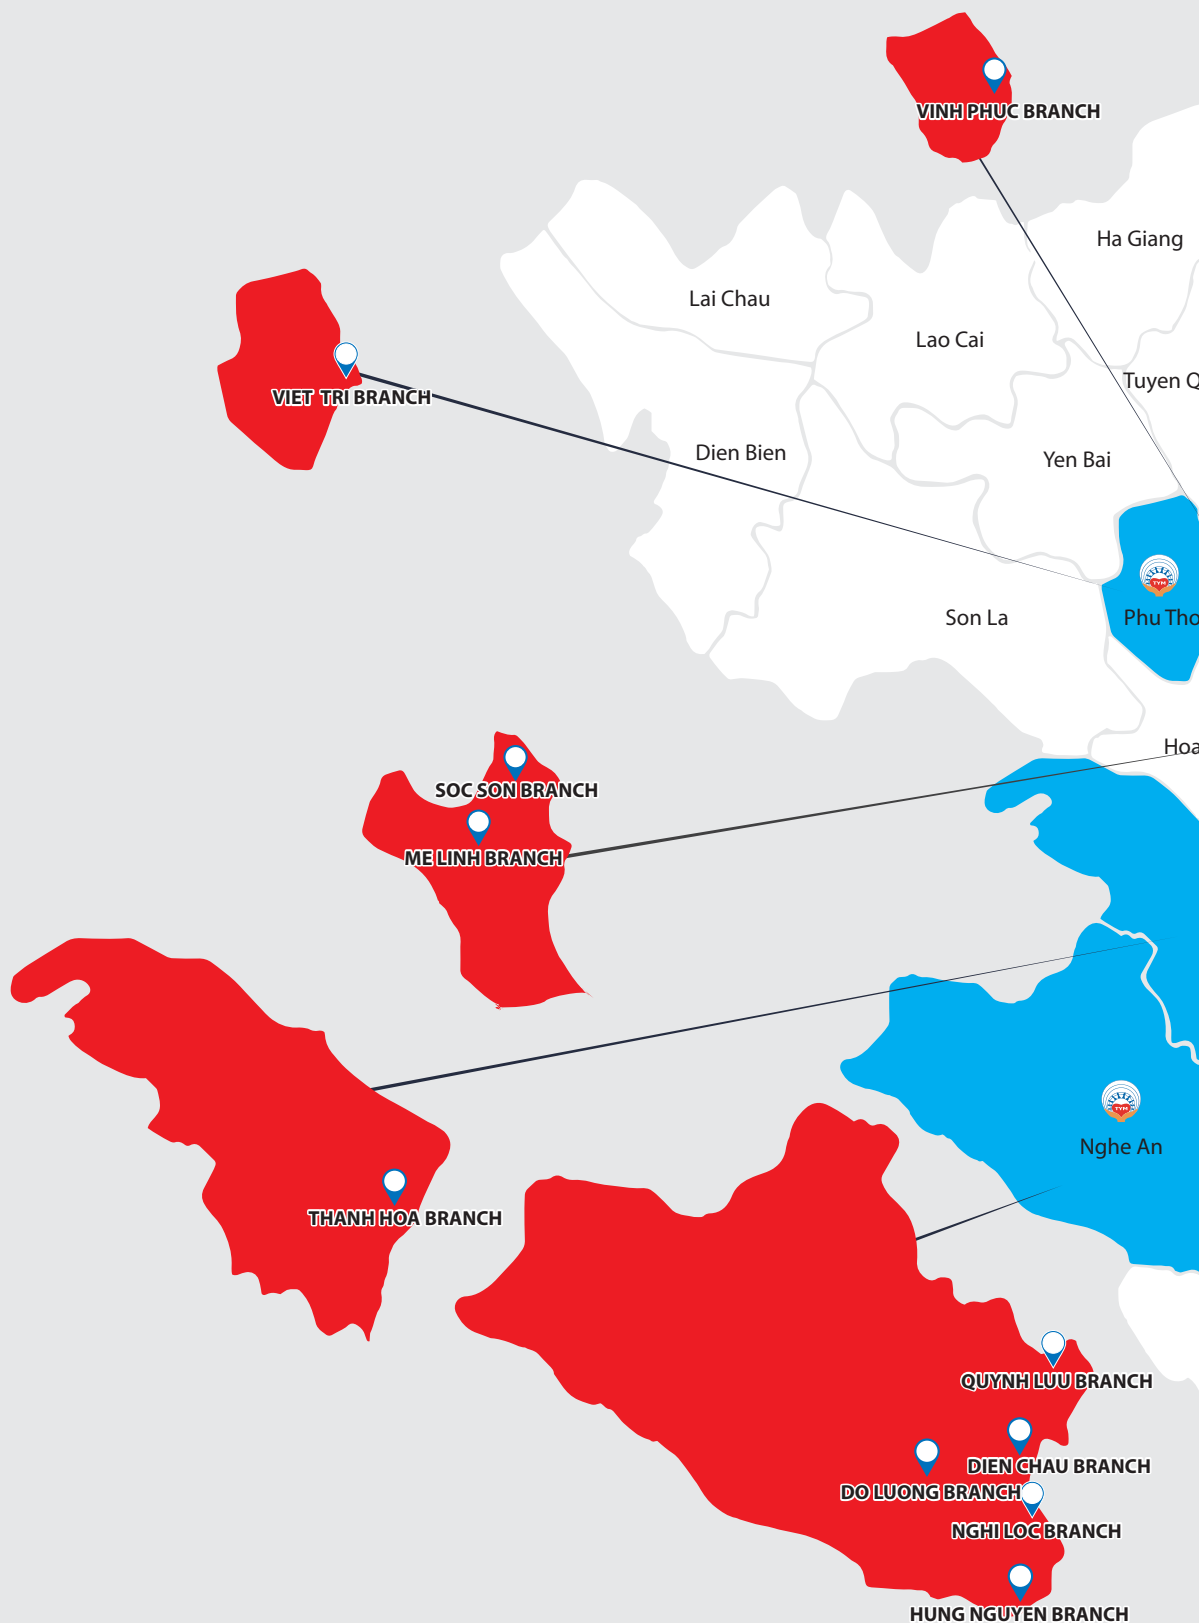 VINH PHUC BRANCH
Ha Giang
Lai Chau
Lao Cai
Tuyen Q
VIET TRI BRANCH
Dien Bien
Yen Bai
TYM
Phu Tho
Son La
Hoa
SOC SON BRANCH
ME LINH BRANCH
TYM
Nghe An
THANH HOA BRANCH
QUYNH LUU BRANCH
DIEN CHAU BRANCH
DO LUONG BRANCH
NGHI LOC BRANCH
HUNG NGUYEN BRANCH